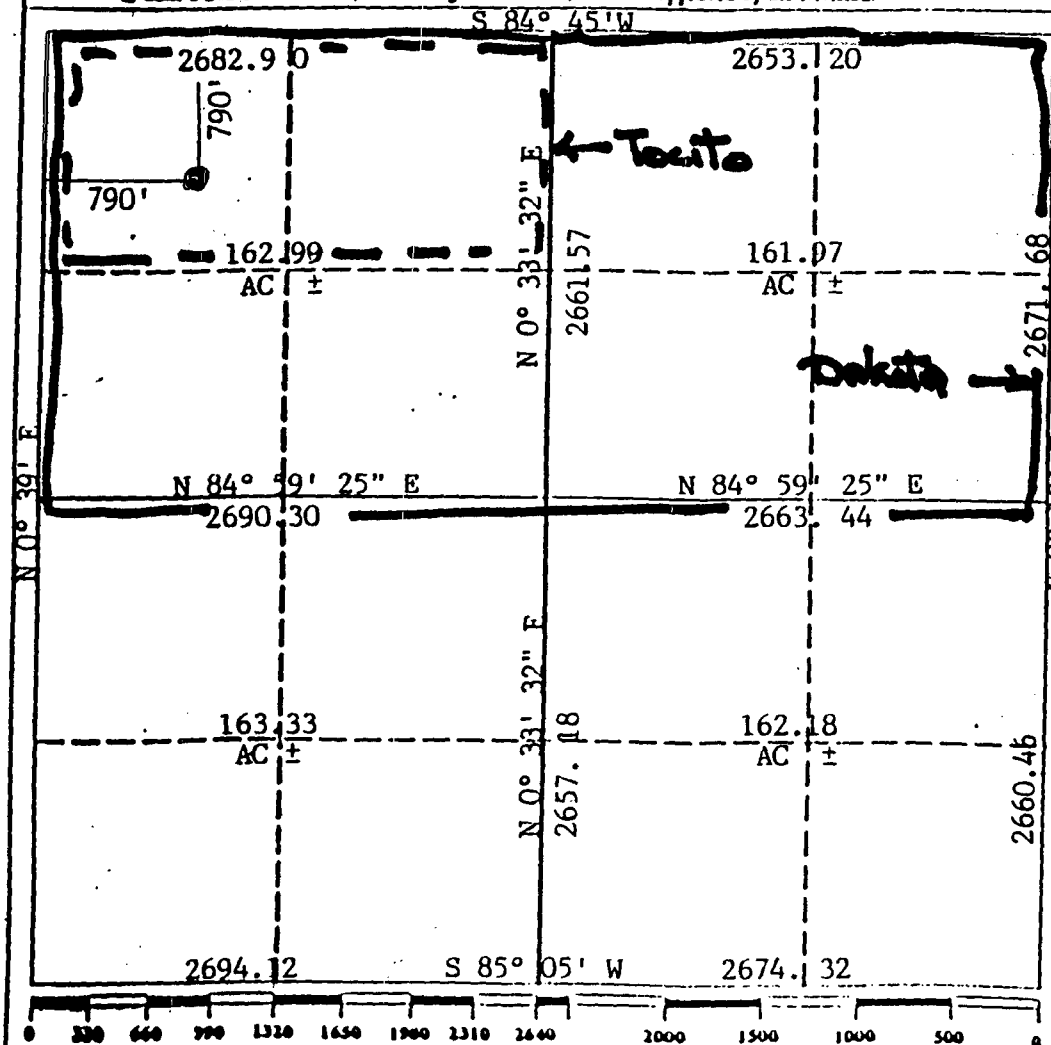 S 84° 45'W
2682.90
2653.20
790'
790'
← Tocito
N 0° 33' 32" E
2661.57
162.99
AC ±
161.97
AC ±
2671.68
Dakota →
N 0° 39' E
N 84° 59' 25" E
N 84° 59' 25" E
2690.30
2663.44
N 0° 33' 32" E
2657.18
163.33
AC ±
162.18
AC ±
2660.46
2694.12
S 85° 05' W
2674.32
0 330 660 990 1320 1650 1980 2310 2640 2000 1500 1000 500 0